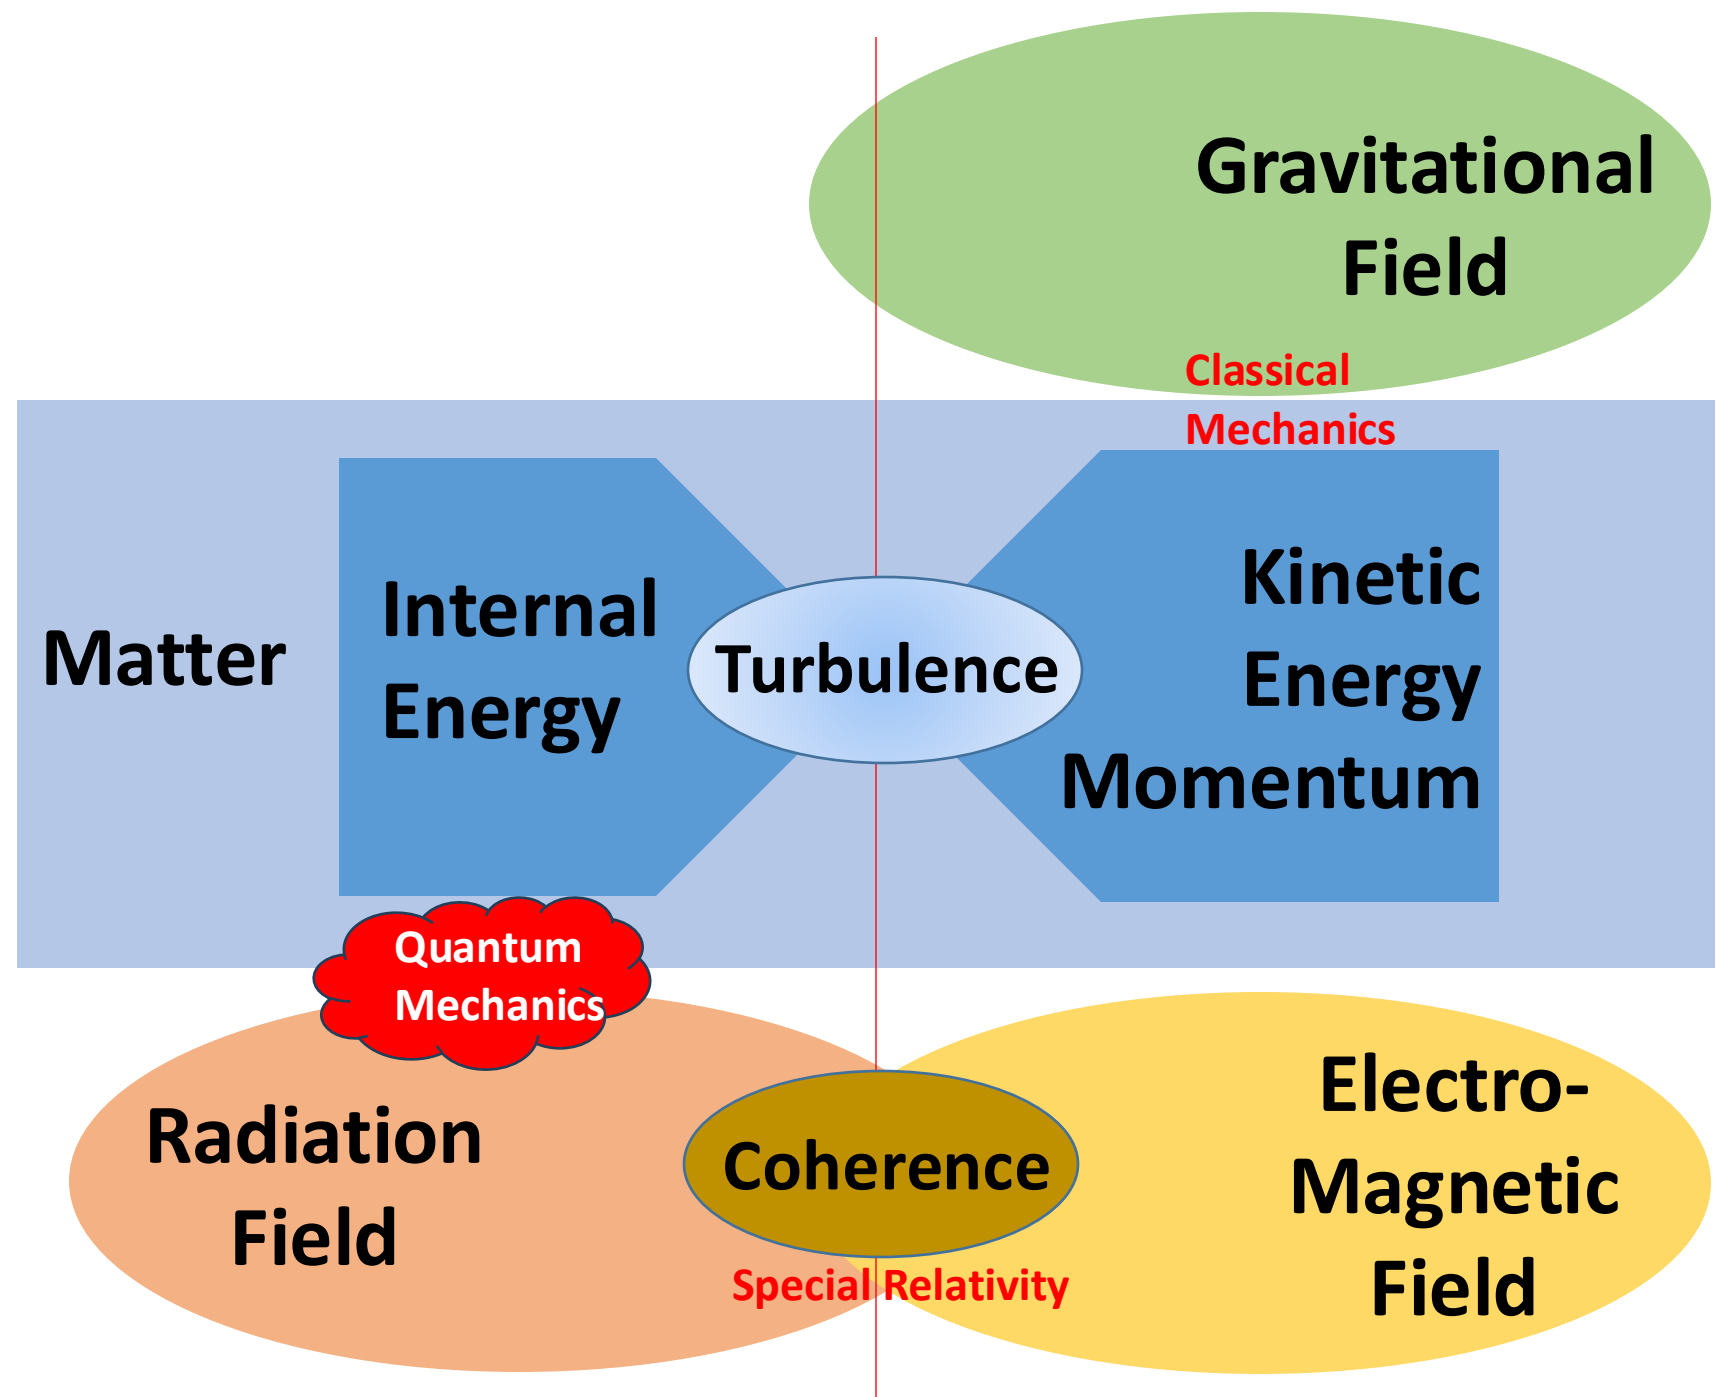 Gravitational
Field
Classical
Mechanics
Matter
Internal
Energy
Turbulence
Kinetic
Energy
Momentum
Quantum
Mechanics
Radiation
Field
Coherence
Special Relativity
Electro-
Magnetic
Field